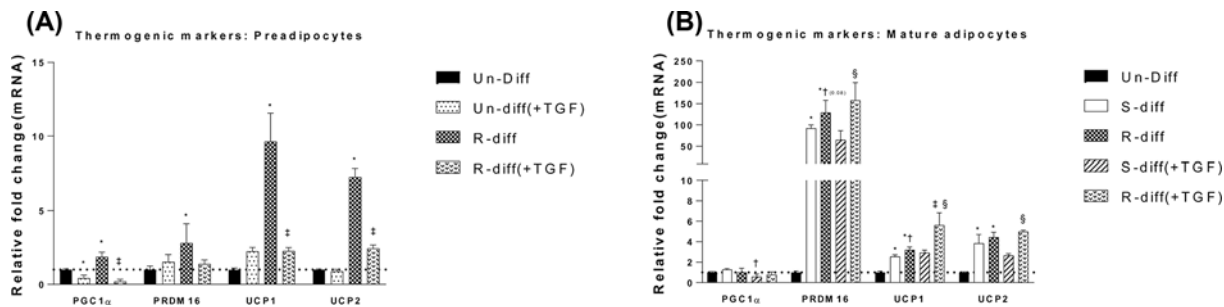 (A)
Thermogenic markers: Preadipocytes
Relative fold change(mRNA)
15
10
5
0
* * ‡
*
* ‡
* ‡
PGC1α PRDM16 UCP1 UCP2
Un-Diff
Un-diff(+TGF)
R-diff
R-diff(+TGF)
(B)
Thermogenic markers: Mature adipocytes
Relative fold change(mRNA)
250
200
150
100
50
10
8
6
4
2
0
†
* *† (0.06) §
* *† ‡ §
* * §
PGC1α PRDM16 UCP1 UCP2
Un-Diff
S-diff
R-diff
S-diff(+TGF)
R-diff(+TGF)